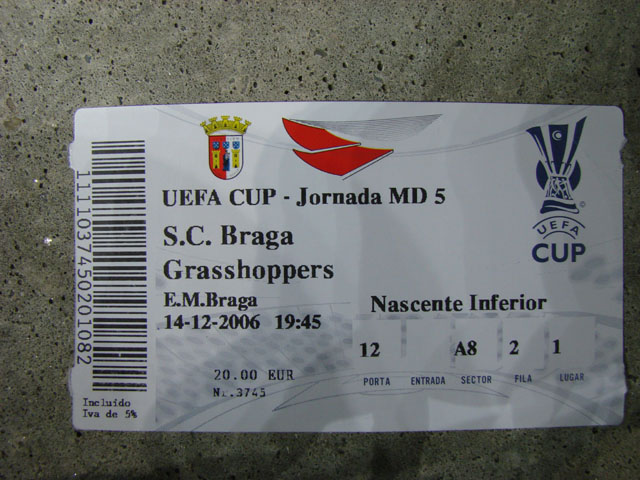 UEFA CUP - Jornada MD 5
S.C. Braga
Grasshoppers
E.M.Braga
14-12-2006 19:45
20.00 EUR
Nr.3745
Nascente Inferior
12 A8 2 1
PORTA ENTRADA SECTOR FILA LUGAR
UEFA
CUP
1111037450201082
Incluido
Iva de 5%